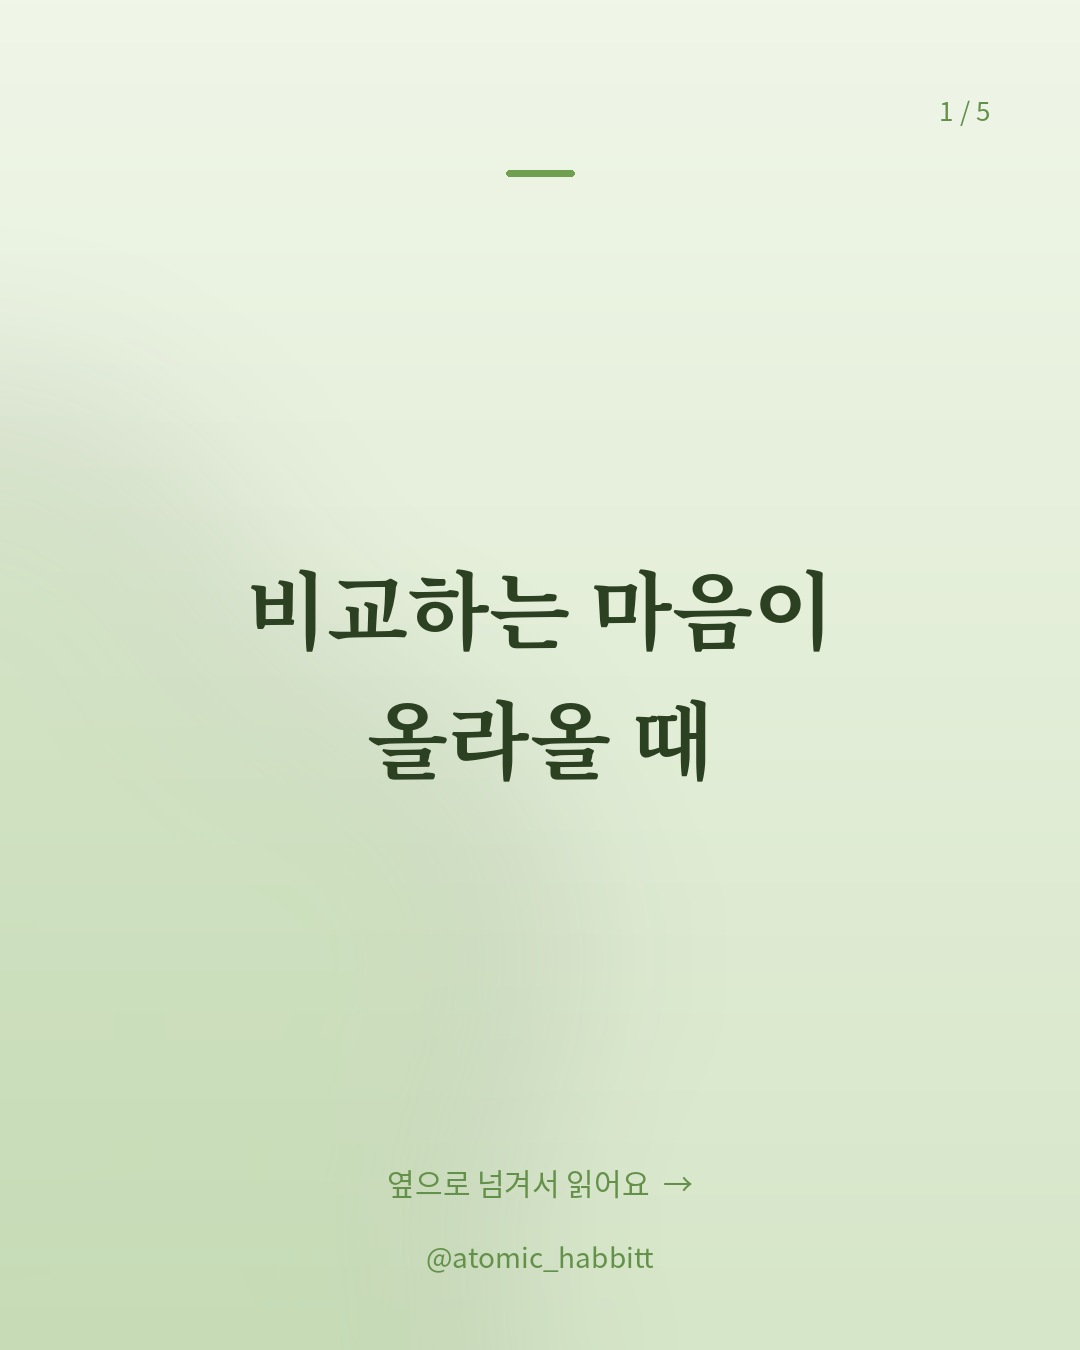 1 / 5
비교하는 마음이
올라올 때
옆으로 넘겨서 읽어요 →
@atomic_habbitt